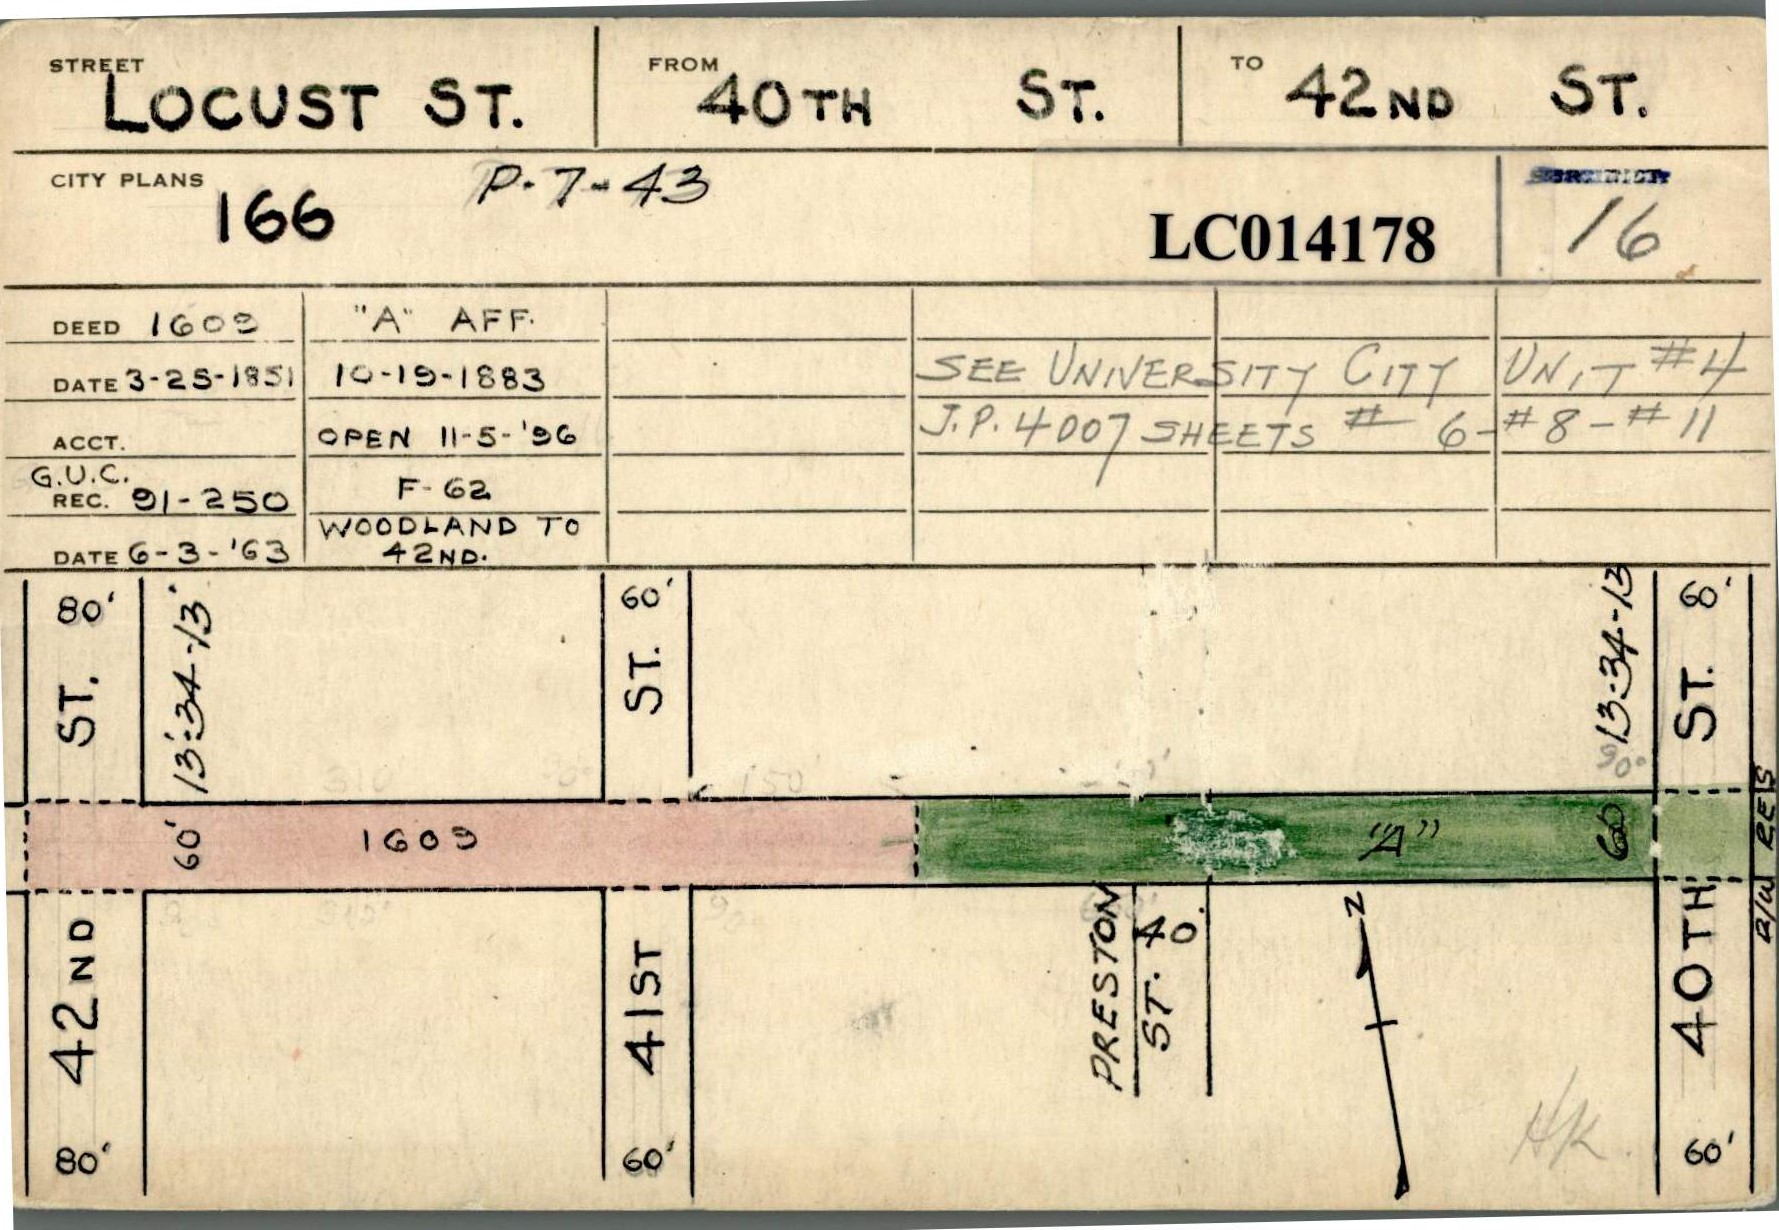 STREET LOCUST ST. FROM 40TH ST. TO 42ND ST.
CITY PLANS 166 P-7-43 LC014178 16
DEED 1609 "A" AFF.
DATE 3-25-1851 10-19-1883 SEE UNIVERSITY CITY UNIT #4
ACCT. OPEN 11-5-'96 J.P. 4007 SHEETS # 6-#8-#11
G.U.C.
REC. 91-250 F-62
DATE 6-3-'63 WOODLAND TO
42ND.
80' 60' 60'
ST. 13'-34-13' ST. 13-34-13 ST.
90°
60' 1609 "A" 60
R/W RES
42ND 41ST PRESTON ST. 40 N 40TH
HK
80' 60' 60'